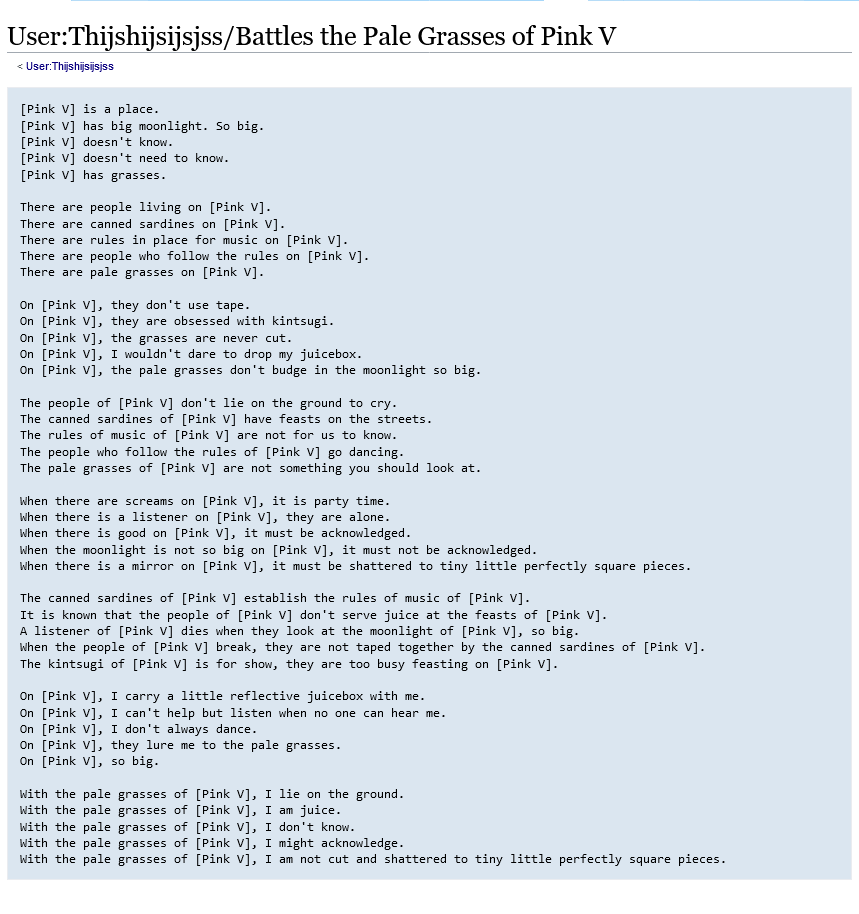 User:Thijshijsijsjss/Battles the Pale Grasses of Pink V
< User:Thijshijsijsjss
[Pink V] is a place.
[Pink V] has big moonlight. So big.
[Pink V] doesn't know.
[Pink V] doesn't need to know.
[Pink V] has grasses.
There are people living on [Pink V].
There are canned sardines on [Pink V].
There are rules in place for music on [Pink V].
There are people who follow the rules on [Pink V].
There are pale grasses on [Pink V].
On [Pink V], they don't use tape.
On [Pink V], they are obsessed with kintsugi.
On [Pink V], the grasses are never cut.
On [Pink V], I wouldn't dare to drop my juicebox.
On [Pink V], the pale grasses don't budge in the moonlight so big.
The people of [Pink V] don't lie on the ground to cry.
The canned sardines of [Pink V] have feasts on the streets.
The rules of music of [Pink V] are not for us to know.
The people who follow the rules of [Pink V] go dancing.
The pale grasses of [Pink V] are not something you should look at.
When there are screams on [Pink V], it is party time.
When there is a listener on [Pink V], they are alone.
When there is good on [Pink V], it must be acknowledged.
When the moonlight is not so big on [Pink V], it must not be acknowledged.
When there is a mirror on [Pink V], it must be shattered to tiny little perfectly square pieces.
The canned sardines of [Pink V] establish the rules of music of [Pink V].
It is known that the people of [Pink V] don't serve juice at the feasts of [Pink V].
A listener of [Pink V] dies when they look at the moonlight of [Pink V], so big.
When the people of [Pink V] break, they are not taped together by the canned sardines of [Pink V].
The kintsugi of [Pink V] is for show, they are too busy feasting on [Pink V].
On [Pink V], I carry a little reflective juicebox with me.
On [Pink V], I can't help but listen when no one can hear me.
On [Pink V], I don't always dance.
On [Pink V], they lure me to the pale grasses.
On [Pink V], so big.
With the pale grasses of [Pink V], I lie on the ground.
With the pale grasses of [Pink V], I am juice.
With the pale grasses of [Pink V], I don't know.
With the pale grasses of [Pink V], I might acknowledge.
With the pale grasses of [Pink V], I am not cut and shattered to tiny little perfectly square pieces.